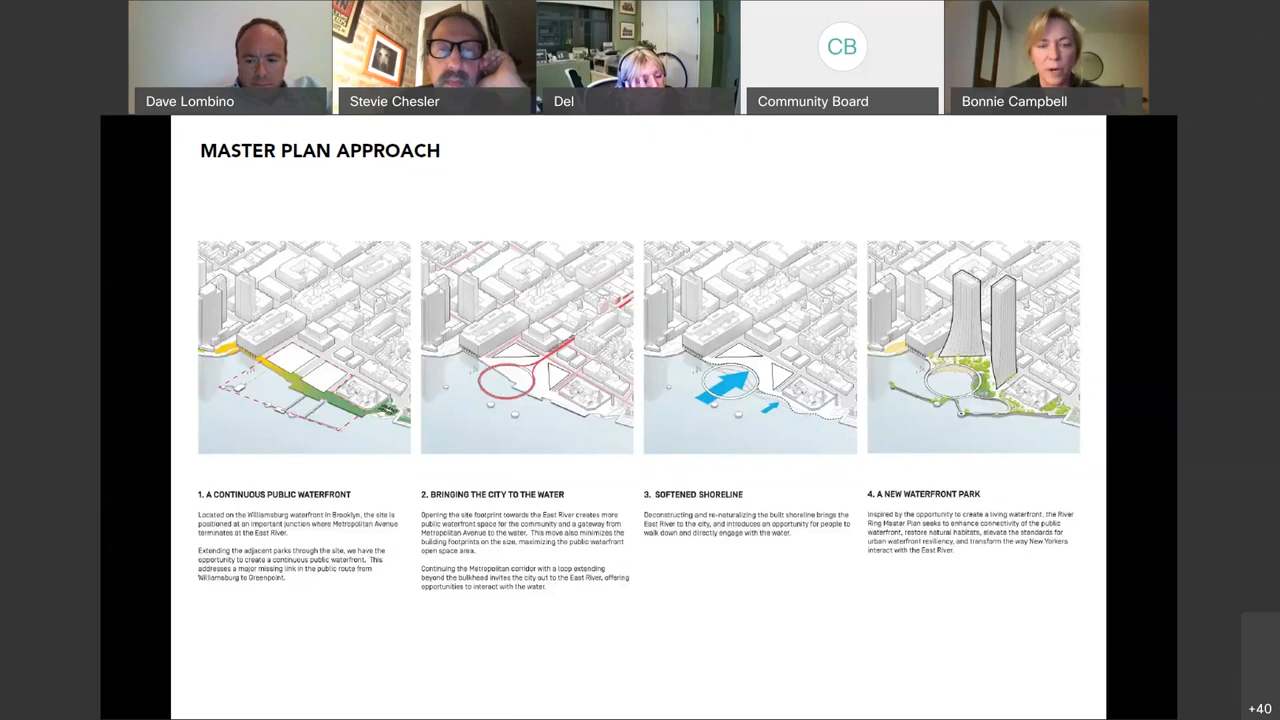 Dave Lombino
Stevie Chesler
Del
CB
Community Board
Bonnie Campbell
MASTER PLAN APPROACH
1. A CONTINUOUS PUBLIC WATERFRONT
Located on the Williamsburg waterfront in Brooklyn, the site is
positioned at an important junction where Metropolitan Avenue
terminates at the East River.
Extending the adjacent parks through the site, we have the
opportunity to create a continuous public waterfront. This
addresses a major missing link in the public route from
Williamsburg to Greenpoint.
2. BRINGING THE CITY TO THE WATER
Opening the site footprint towards the East River creates more
public waterfront space for the community and a gateway from
Metropolitan Avenue to the water. This move also minimizes the
building footprints on the size, maximizing the public waterfront
open space area.
Continuing the Metropolitan corridor with a loop extending
beyond the bulkhead invites the city out to the East River, offering
opportunities to interact with the water.
3. SOFTENED SHORELINE
Deconstructing and re-naturalizing the built shoreline brings the
East River to the city, and introduces an opportunity for people to
walk down and directly engage with the water.
4. A NEW WATERFRONT PARK
Inspired by the opportunity to create a living waterfront, the River
Ring Master Plan seeks to enhance connectivity of the public
waterfront, restore natural habitats, elevate the standards for
urban waterfront resiliency, and transform the way New Yorkers
interact with the East River.
+40